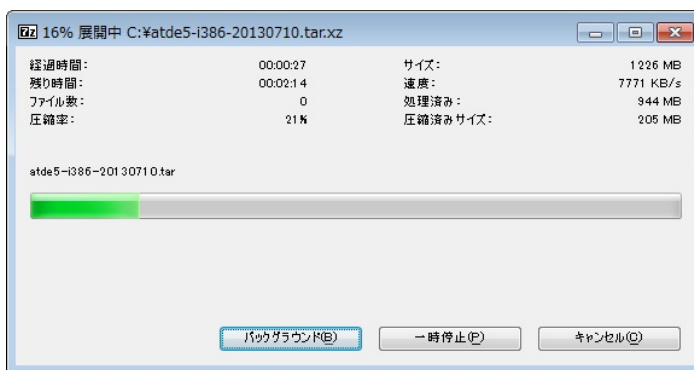 7z 16% 展開中 C:¥atde5-i386-20130710.tar.xz
経過時間: 00:00:27 サイズ: 1226 MB
残り時間: 00:02:14 速度: 7771 KB/s
ファイル数: 0 処理済み: 944 MB
圧縮率: 21% 圧縮済みサイズ: 205 MB
atde5-i386-20130710.tar
バックグラウンド(B) 一時停止(P) キャンセル(C)